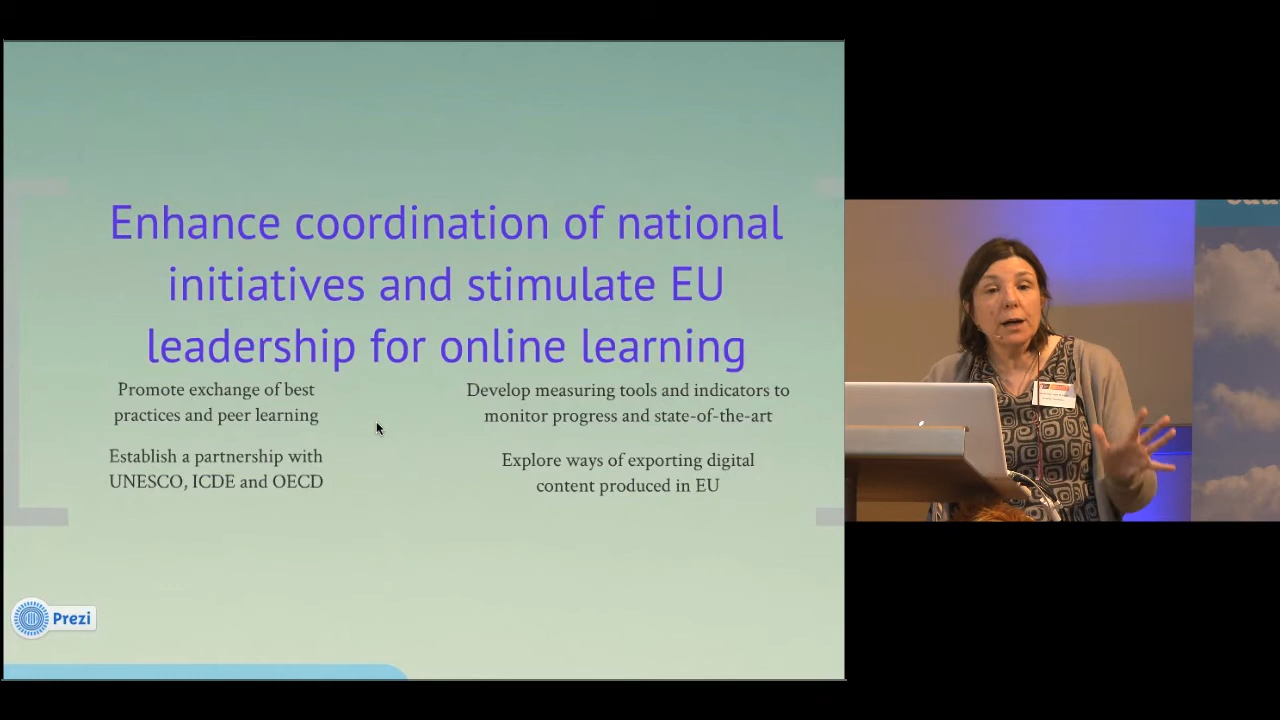 Enhance coordination of national
initiatives and stimulate EU
leadership for online learning
Promote exchange of best
practices and peer learning
Establish a partnership with
UNESCO, ICDE and OECD
Develop measuring tools and indicators to
monitor progress and state-of-the-art
Explore ways of exporting digital
content produced in EU
Prezi